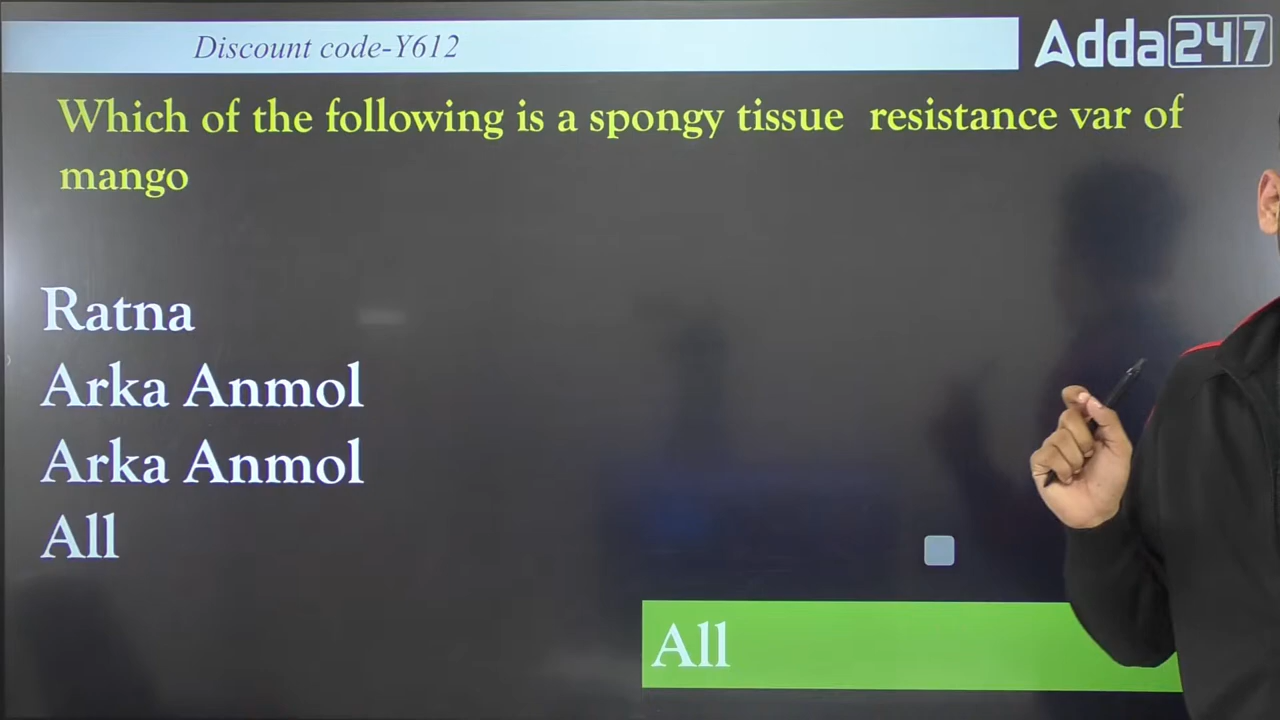 Discount code-Y612
Adda247
Which of the following is a spongy tissue resistance var of
mango
Ratna
Arka Anmol
Arka Anmol
All
All